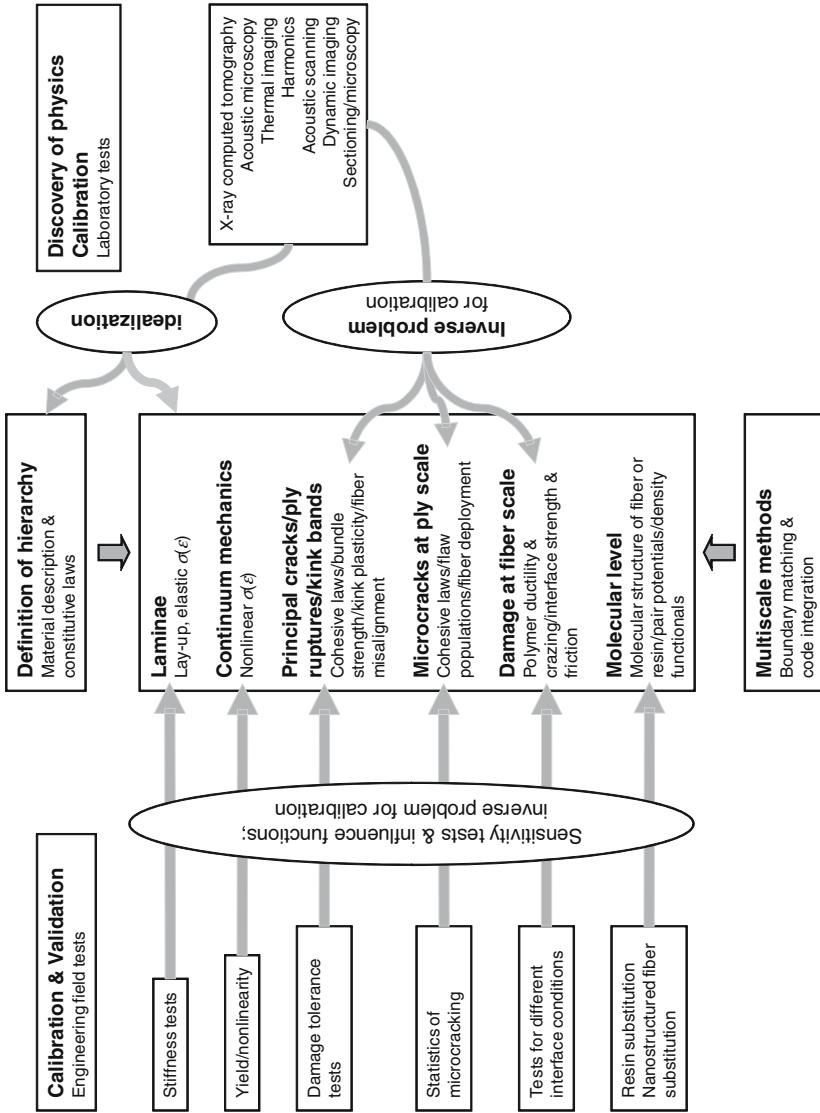 Calibration & Validation
Engineering field tests
Stiffness tests
Yield/nonlinearity
Damage tolerance
tests
Statistics of
microcracking
Tests for different
interface conditions
Resin substitution
Nanostructured fiber
substitution
Sensitivity tests & influence functions;
inverse problem for calibration
Definition of hierarchy
Material description &
constitutive laws
Laminae
Lay-up, elastic σ(ε)
Continuum mechanics
Nonlinear σ(ε)
Principal cracks/ply
ruptures/kink bands
Cohesive laws/bundle
strength/kink plasticity/fiber
misalignment
Microcracks at ply scale
Cohesive laws/flaw
populations/fiber deployment
Damage at fiber scale
Polymer ductility &
crazing/interface strength &
friction
Molecular level
Molecular structure of fiber or
resin/pair potentials/density
functionals
Multiscale methods
Boundary matching &
code integration
idealization
Inverse problem
for calibration
Discovery of physics
Calibration
Laboratory tests
X-ray computed tomography
Acoustic microscopy
Thermal imaging
Harmonics
Acoustic scanning
Dynamic imaging
Sectioning/microscopy